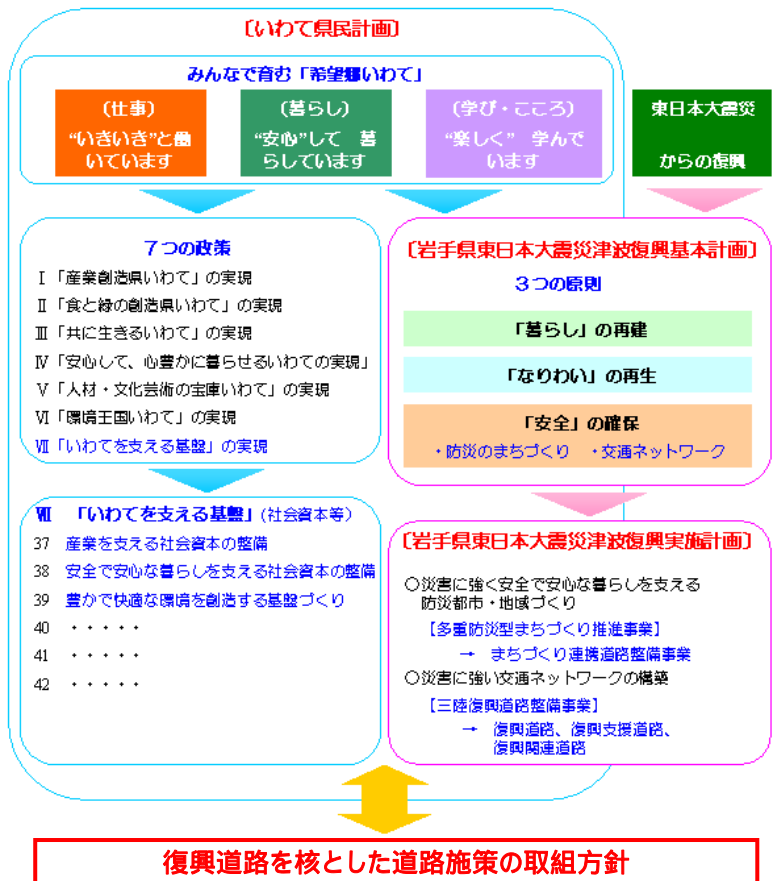 〔いわて県民計画〕
みんなで育む「希望郷いわて」
(仕事)
“いきいき”と働
いています
(暮らし)
“安心”して　暮
らしています
(学び・こころ)
“楽しく”　学んで
います
東日本大震災
からの復興
７つの政策
Ⅰ「産業創造県いわて」の実現
Ⅱ「食と緑の創造県いわて」の実現
Ⅲ「共に生きるいわて」の実現
Ⅳ「安心して、心豊かに暮らせるいわての実現」
Ⅴ「人材・文化芸術の宝庫いわて」の実現
Ⅵ「環境王国いわて」の実現
Ⅶ「いわてを支える基盤」の実現
〔岩手県東日本大震災津波復興基本計画〕
３つの原則
「暮らし」の再建
「なりわい」の再生
「安全」の確保
・防災のまちづくり　・交通ネットワーク
Ⅶ　「いわてを支える基盤」(社会資本等)
37　産業を支える社会資本の整備
38　安全で安心な暮らしを支える社会資本の整備
39　豊かで快適な環境を創造する基盤づくり
40　・・・・・
41　・・・・・
42　・・・・・
〔岩手県東日本大震災津波復興実施計画〕
○災害に強く安全で安心な暮らしを支える
防災都市・地域づくり
【多重防災型まちづくり推進事業】
→　まちづくり連携道路整備事業
○災害に強い交通ネットワークの構築
【三陸復興道路整備事業】
→　復興道路、復興支援道路、
復興関連道路
復興道路を核とした道路施策の取組方針